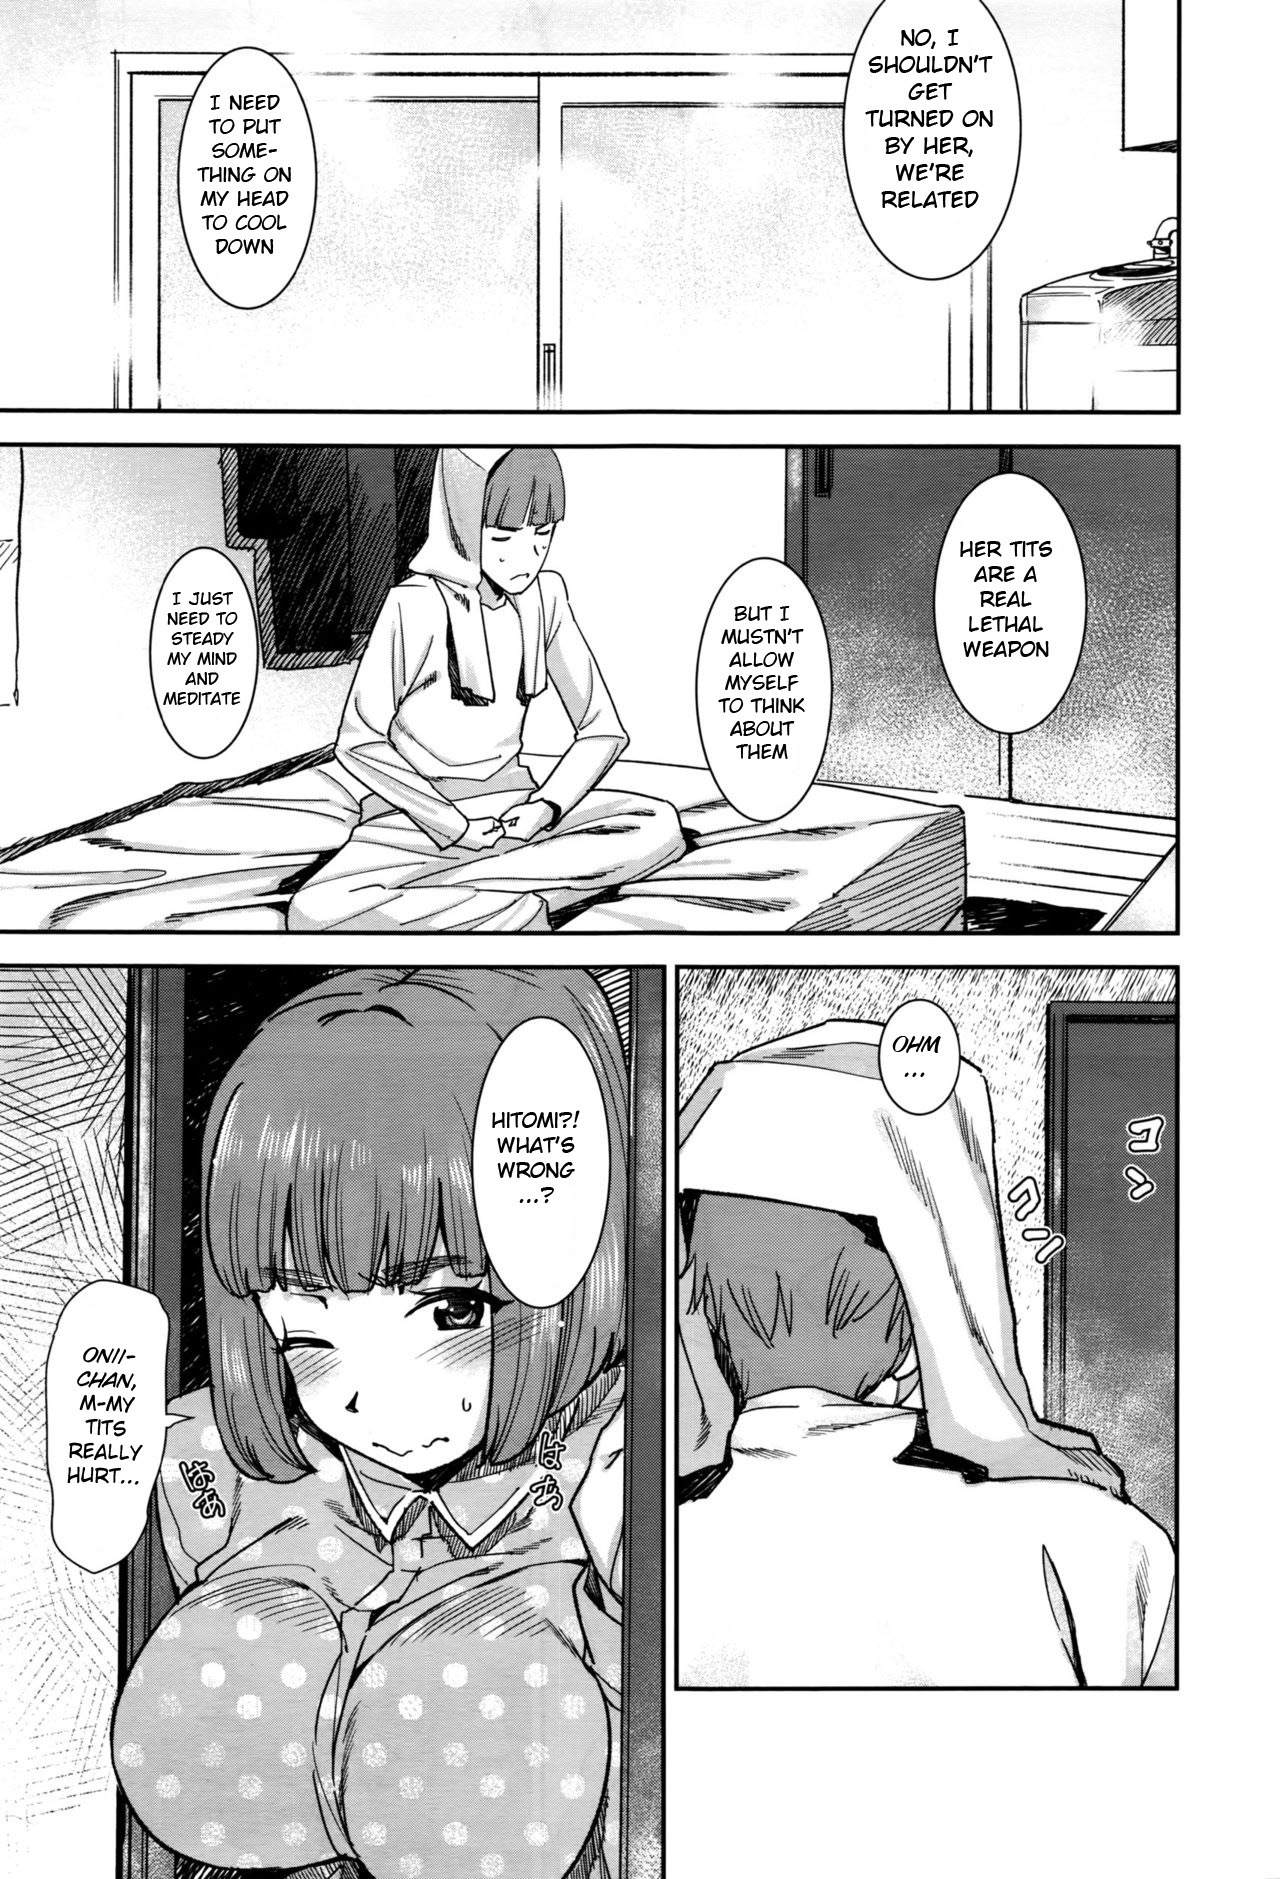 NO, I
SHOULDN'T
GET
TURNED ON
BY HER,
WE'RE
RELATED
I NEED
TO PUT
SOME-
THING ON
MY HEAD
TO COOL
DOWN
HER TITS
ARE A
REAL
LETHAL
WEAPON
BUT I
MUSTN'T
ALLOW
MYSELF
TO THINK
ABOUT
THEM
I JUST
NEED TO
STEADY
MY MIND
AND
MEDITATE
OHM
...
コン
クン
HITOMI?!
WHAT'S
WRONG
...?
ONII-
CHAN,
M-MY
TITS
REALLY
HURT...
はぁ
はぁ